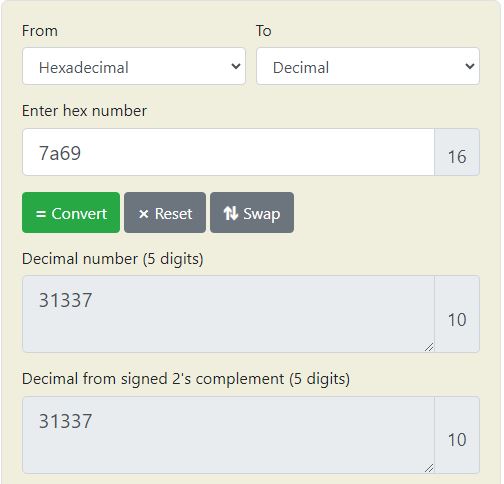 From To
Hexadecimal Decimal
Enter hex number
7a69 16
= Convert × Reset ⇅ Swap
Decimal number (5 digits)
31337 10
Decimal from signed 2's complement (5 digits)
31337 10